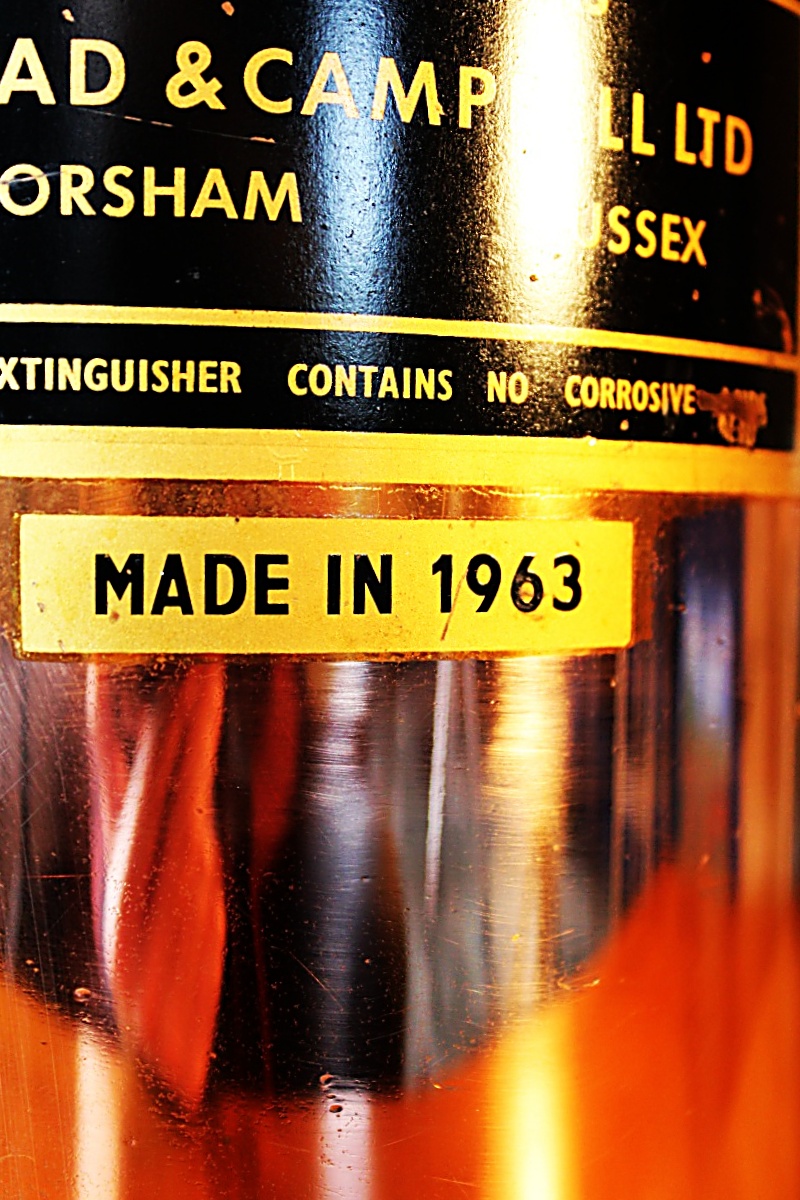 AD & CAMP LL LTD
ORSHAM USSEX
XTINGUISHER CONTAINS NO CORROSIVE
MADE IN 1963